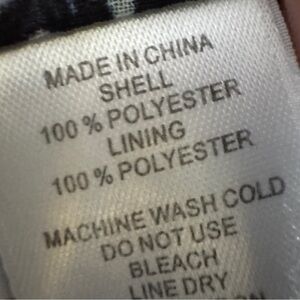 MADE IN CHINA
SHELL
100 % POLYESTER
LINING
100 % POLYESTER
MACHINE WASH COLD
DO NOT USE
BLEACH
LINE DRY